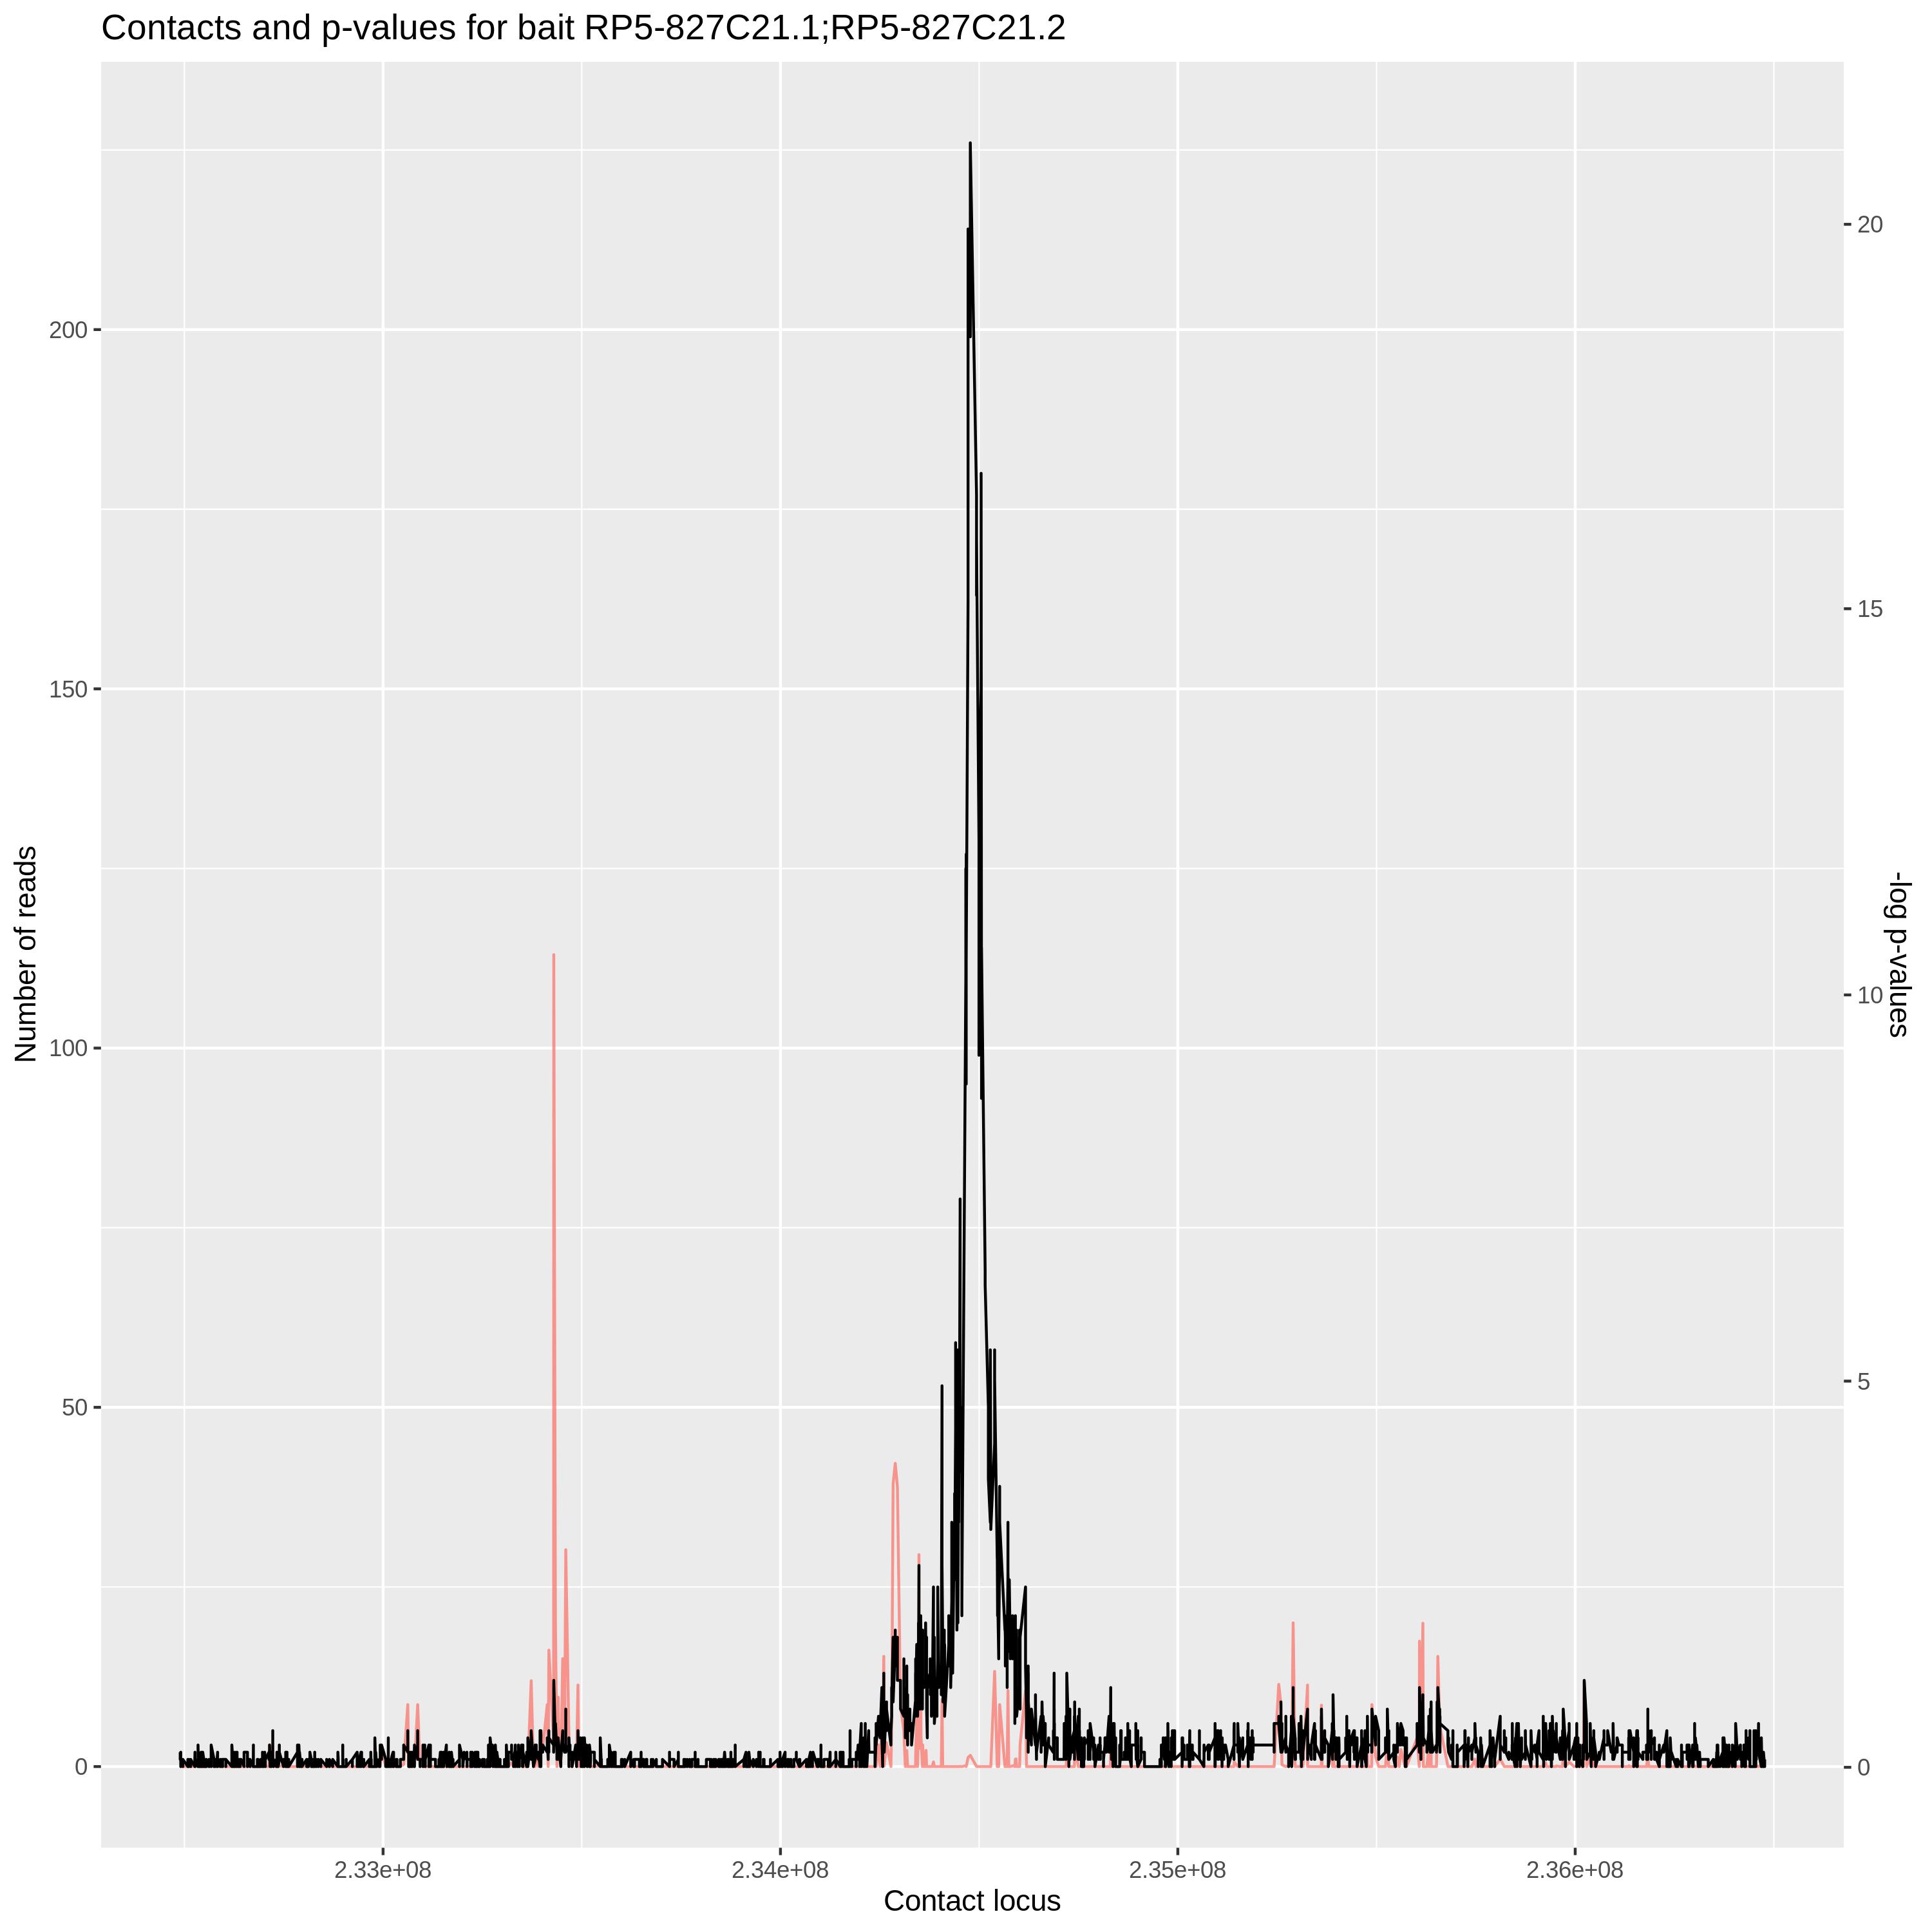 Contacts and p-values for bait RP5-827C21.1;RP5-827C21.2
Number of reads
200
150
100
50
0
20
15
10
5
0
-log p-values
2.33e+08
2.34e+08
2.35e+08
2.36e+08
Contact locus